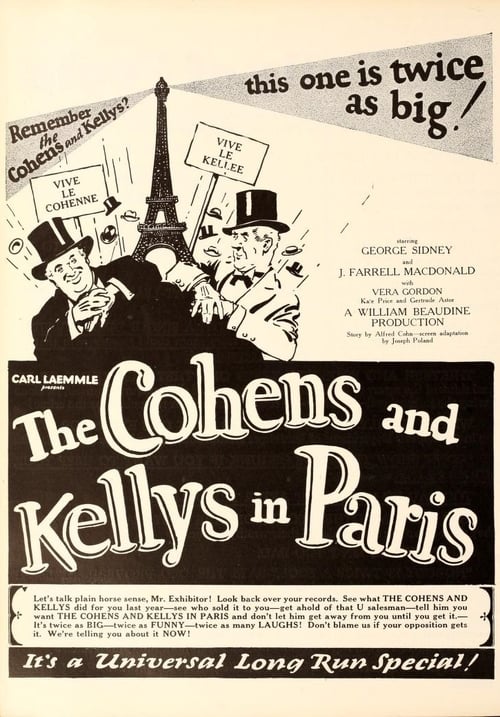 Remember
the
Cohens and Kellys?
this one is twice
as big!
VIVE
LE
COHENNE
VIVE
LE
KELLEE
starring
GEORGE SIDNEY
and
J. FARRELL MACDONALD
with
VERA GORDON
Kate Price and Gertrude Astor
A WILLIAM BEAUDINE
PRODUCTION
Story by Alfred Cohn—screen adaptation
by Joseph Poland
CARL LAEMMLE
presents
The Cohens and
Kellys in Paris
Let's talk plain horse sense, Mr. Exhibitor! Look back over your records. See what THE COHENS AND
KELLYS did for you last year—see who sold it to you—get ahold of that U salesman—tell him you
want THE COHENS AND KELLYS IN PARIS and don't let him get away from you until you get it.—
It's twice as BIG—twice as FUNNY—twice as many LAUGHS! Don't blame us if your opposition gets
it. We're telling you about it NOW!
It's a Universal Long Run Special!